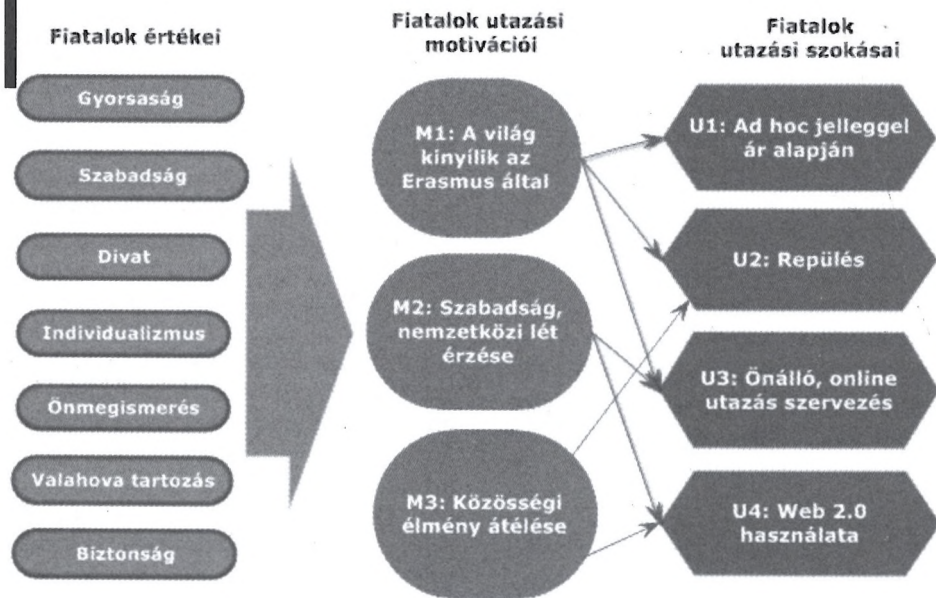 Fiatalok értékei
Gyorsaság
Szabadság
Divat
Individualizmus
Önmegismerés
Valahova tartozás
Biztonság
Fiatalok utazási
motivációi
M1: A világ
kinyílik az
Erasmus által
M2: Szabadság,
nemzetközi lét
érzése
M3: Közösségi
élmény átélése
Fiatalok
utazási szokásai
U1: Ad hoc jelleggel
ár alapján
U2: Repülés
U3: Önálló, online
utazás szervezés
U4: Web 2.0
használata